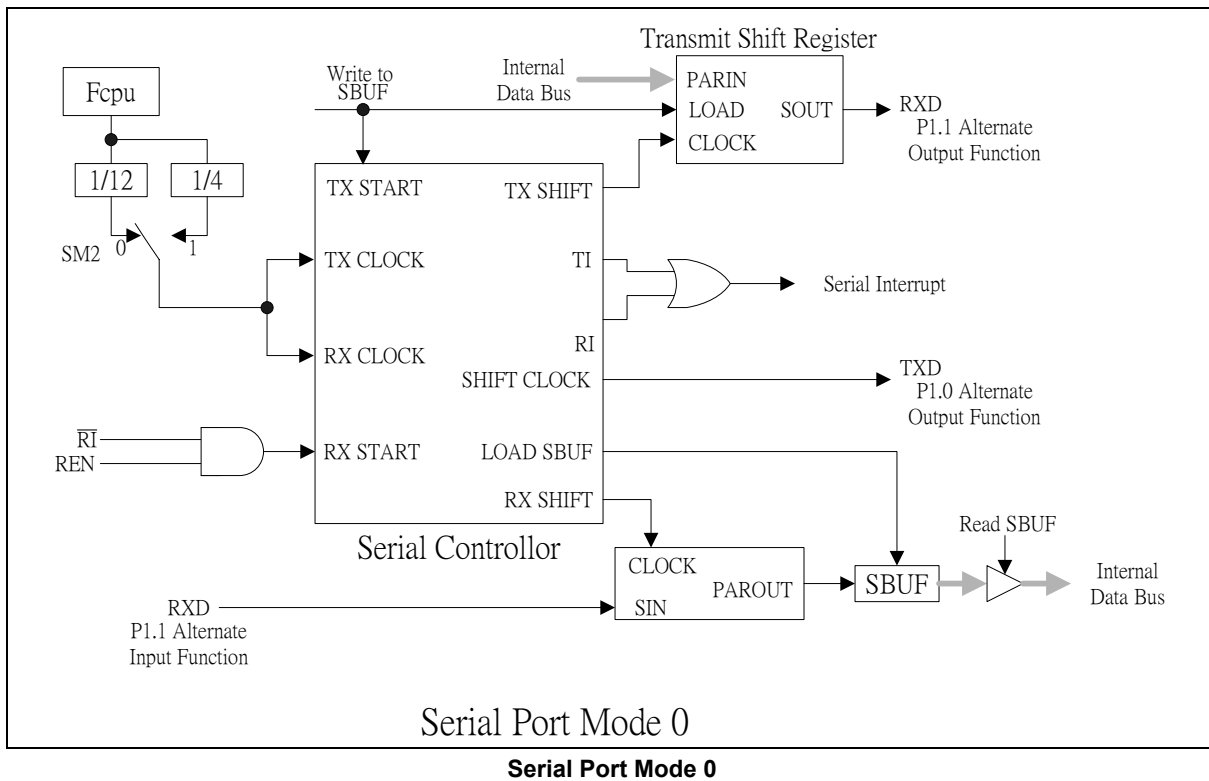 Transmit Shift Register
Fcpu
Write to
SBUF
Internal
Data Bus
PARIN
LOAD
SOUT
CLOCK
RXD
P1.1 Alternate
Output Function
1/12
1/4
SM2
0
1
TX START
TX SHIFT
TX CLOCK
TI
Serial Interrupt
RX CLOCK
RI
SHIFT CLOCK
TXD
P1.0 Alternate
Output Function
R̅I̅
REN
RX START
LOAD SBUF
RX SHIFT
Serial Controllor
Read SBUF
CLOCK
PAROUT
SIN
SBUF
Internal
Data Bus
RXD
P1.1 Alternate
Input Function
Serial Port Mode 0
Serial Port Mode 0